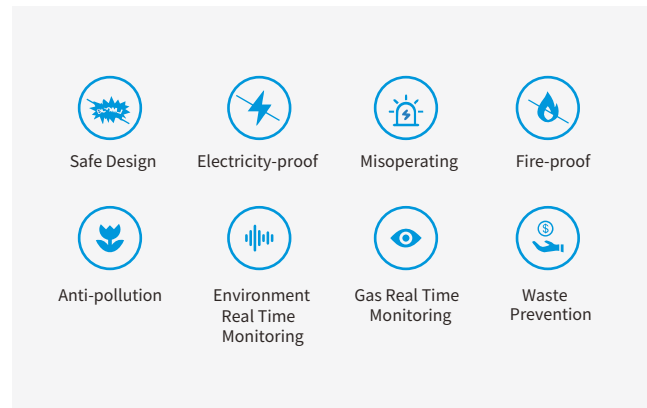 Safe Design
Electricity-proof
Misoperating
Fire-proof
Anti-pollution
Environment
Real Time
Monitoring
Gas Real Time
Monitoring
$
Waste
Prevention